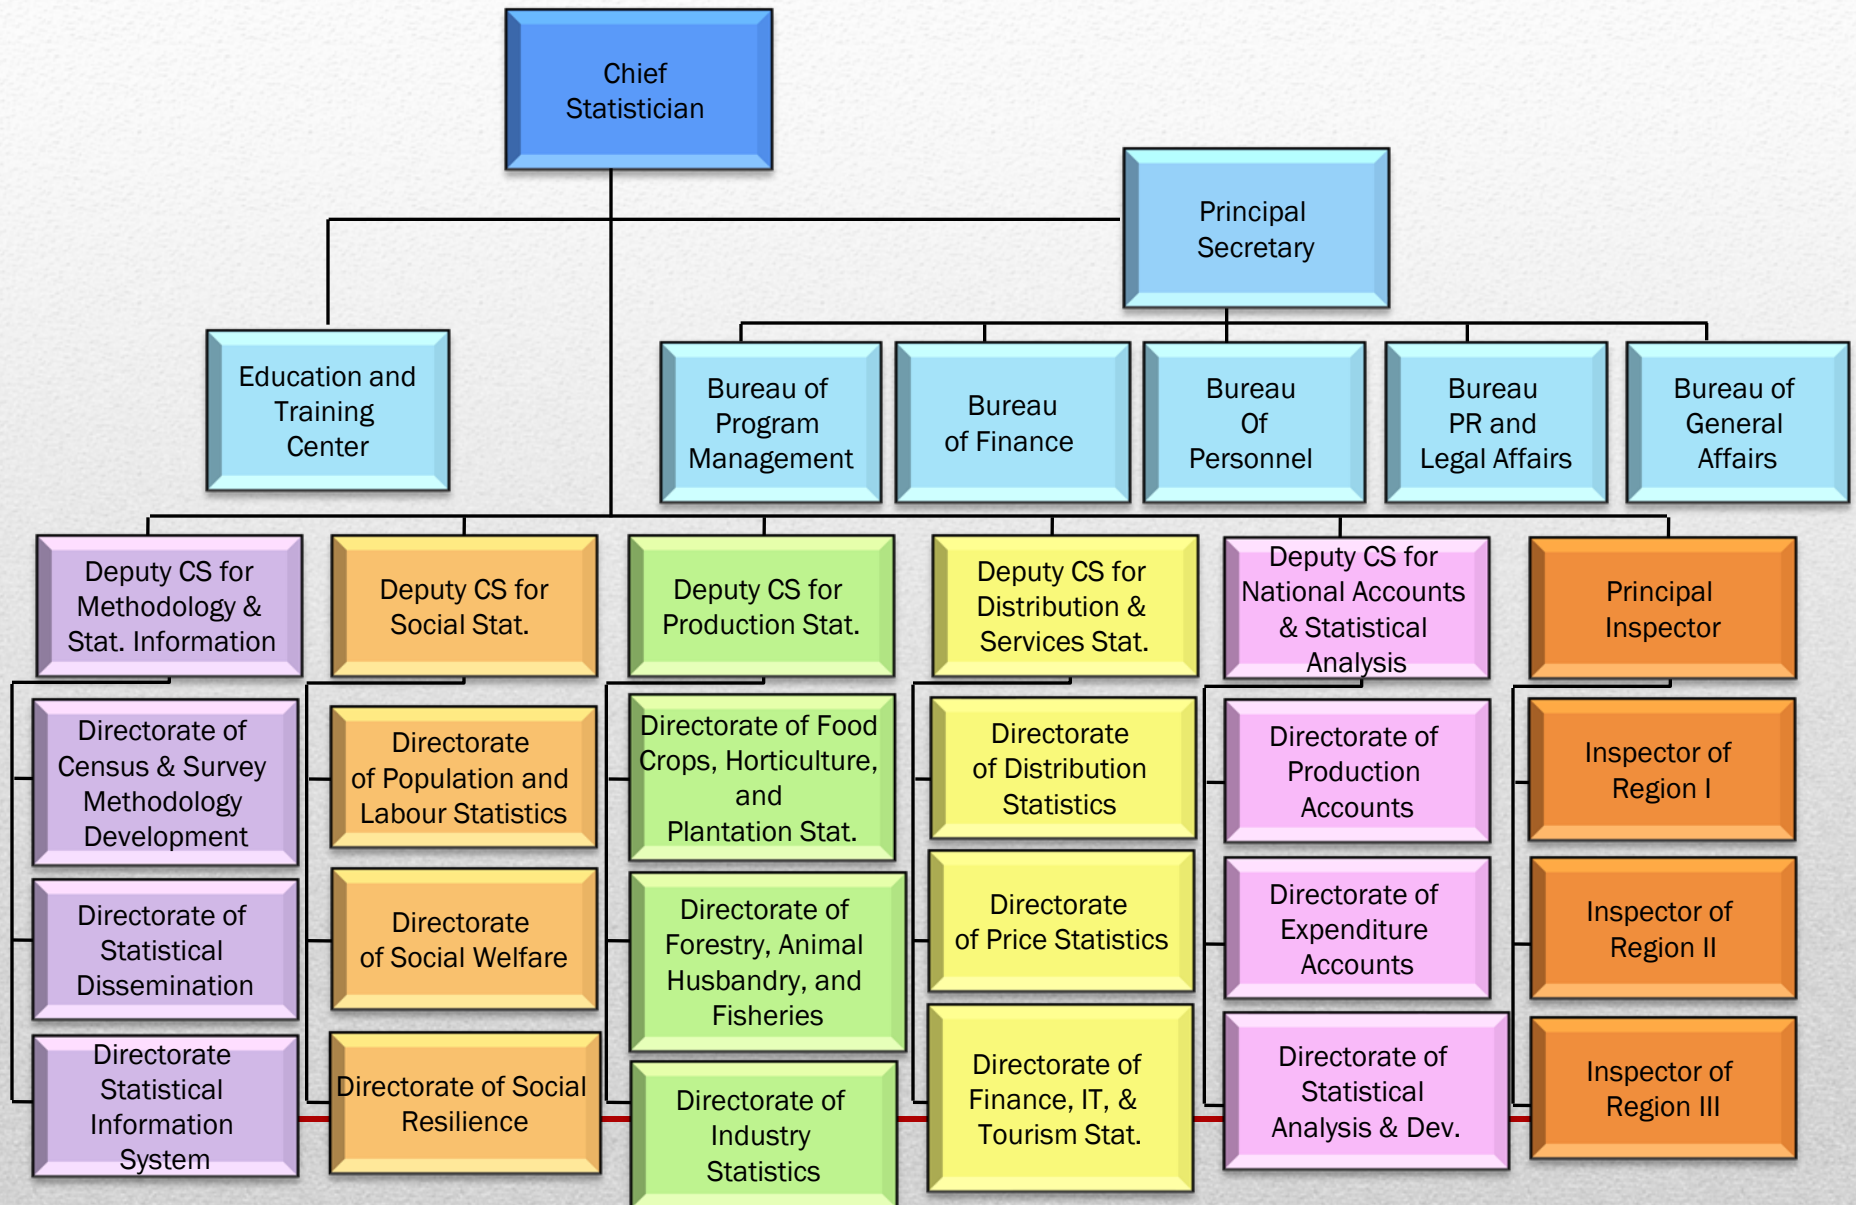 Chief
Statistician
Principal
Secretary
Education and
Training
Center
Bureau of
Program
Management
Bureau
of Finance
Bureau
Of
Personnel
Bureau
PR and
Legal Affairs
Bureau of
General
Affairs
Deputy CS for
Methodology &
Stat. Information
Deputy CS for
Social Stat.
Deputy CS for
Production Stat.
Deputy CS for
Distribution &
Services Stat.
Deputy CS for
National Accounts
& Statistical
Analysis
Principal
Inspector
Directorate of
Census & Survey
Methodology
Development
Directorate
of Population and
Labour Statistics
Directorate of Food
Crops, Horticulture,
and
Plantation Stat.
Directorate
of Distribution
Statistics
Directorate of
Production
Accounts
Inspector of
Region I
Directorate of
Statistical
Dissemination
Directorate
of Social Welfare
Directorate of
Forestry, Animal
Husbandry, and
Fisheries
Directorate
of Price Statistics
Directorate of
Expenditure
Accounts
Inspector of
Region II
Directorate
Statistical
Information
System
Directorate of Social
Resilience
Directorate of
Industry
Statistics
Directorate of
Finance, IT, &
Tourism Stat.
Directorate of
Statistical
Analysis & Dev.
Inspector of
Region III